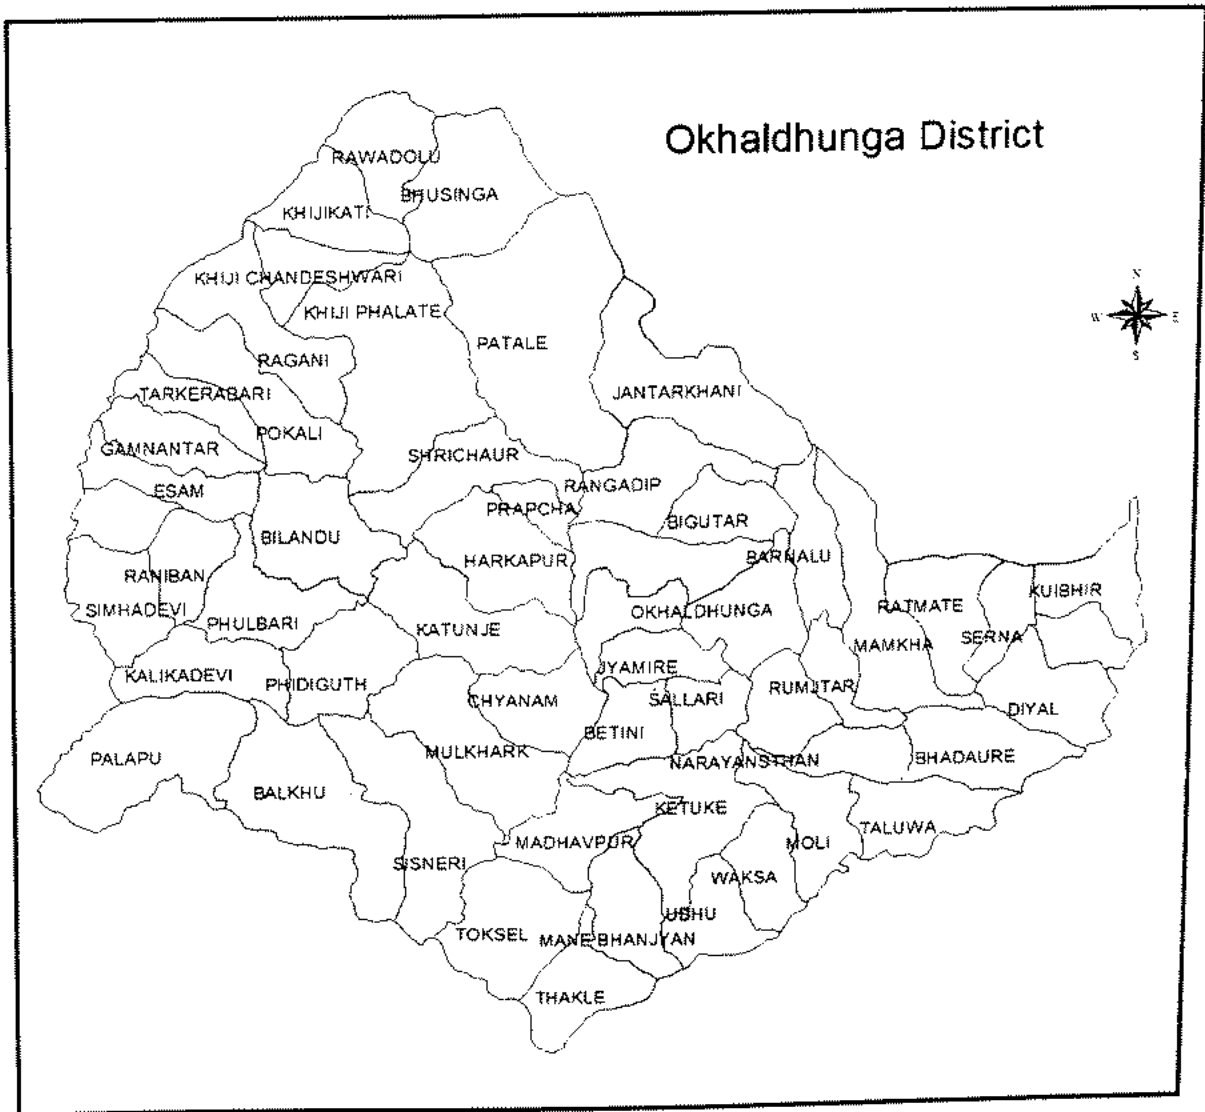 Okhaldhunga District
RAWADOLU
BHUSINGA
KHIJIKATI
KHIJI CHANDESHWARI
N
KHIJI PHALATE
W
E
PATALE
S
RAGANI
TARKERABARI
JANTARKHANI
POKALI
GAMNANTAR
SHRICHAUR
ESAM
RANGADIP
PRAPCHA
BIGUTAR
BILANDU
HARKAPUR
BARNALU
RANIBAN
KUIBHIR
SIMHADEVI
OKHALDHUNGA
RATMATE
PHULBARI
KATUNJE
SERNA
MAMKHA
JYAMIRE
KALIKADEVI
PHIDIGUTH
RUMJTAR
CHYANAM
SALLARI
DIYAL
BETINI
PALAPU
MULKHARK
NARAYANSTHAN
BHADAURE
BALKHU
KETUKE
TALUWA
MADHAVPUR
MOLI
SISNERI
WAKSA
UBHU
TOKSEL
MANE BHANJYAN
THAKLE